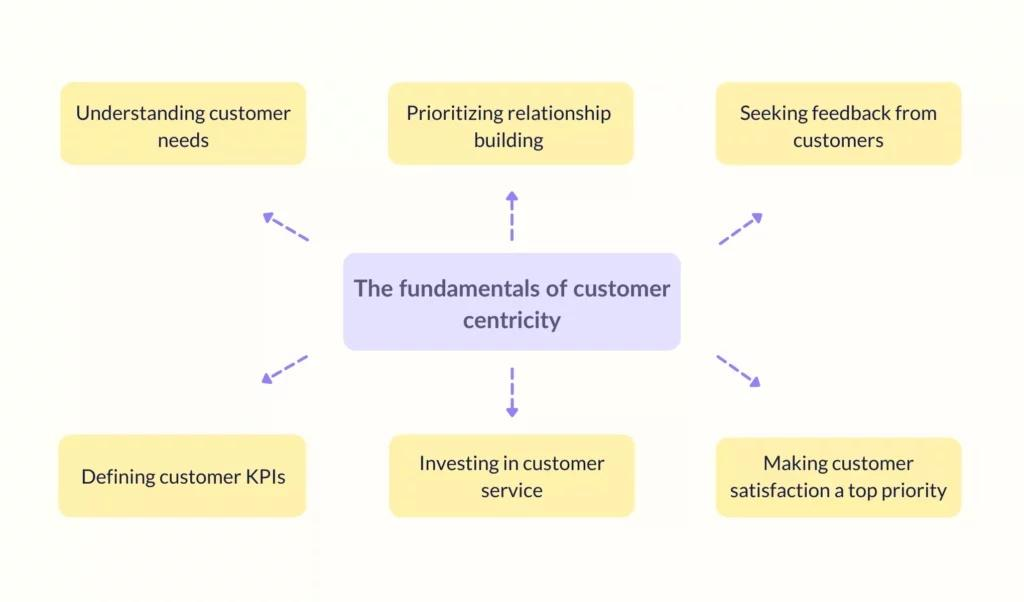 Understanding customer
needs
Prioritizing relationship
building
Seeking feedback from
customers
The fundamentals of customer
centricity
Defining customer KPIs
Investing in customer
service
Making customer
satisfaction a top priority